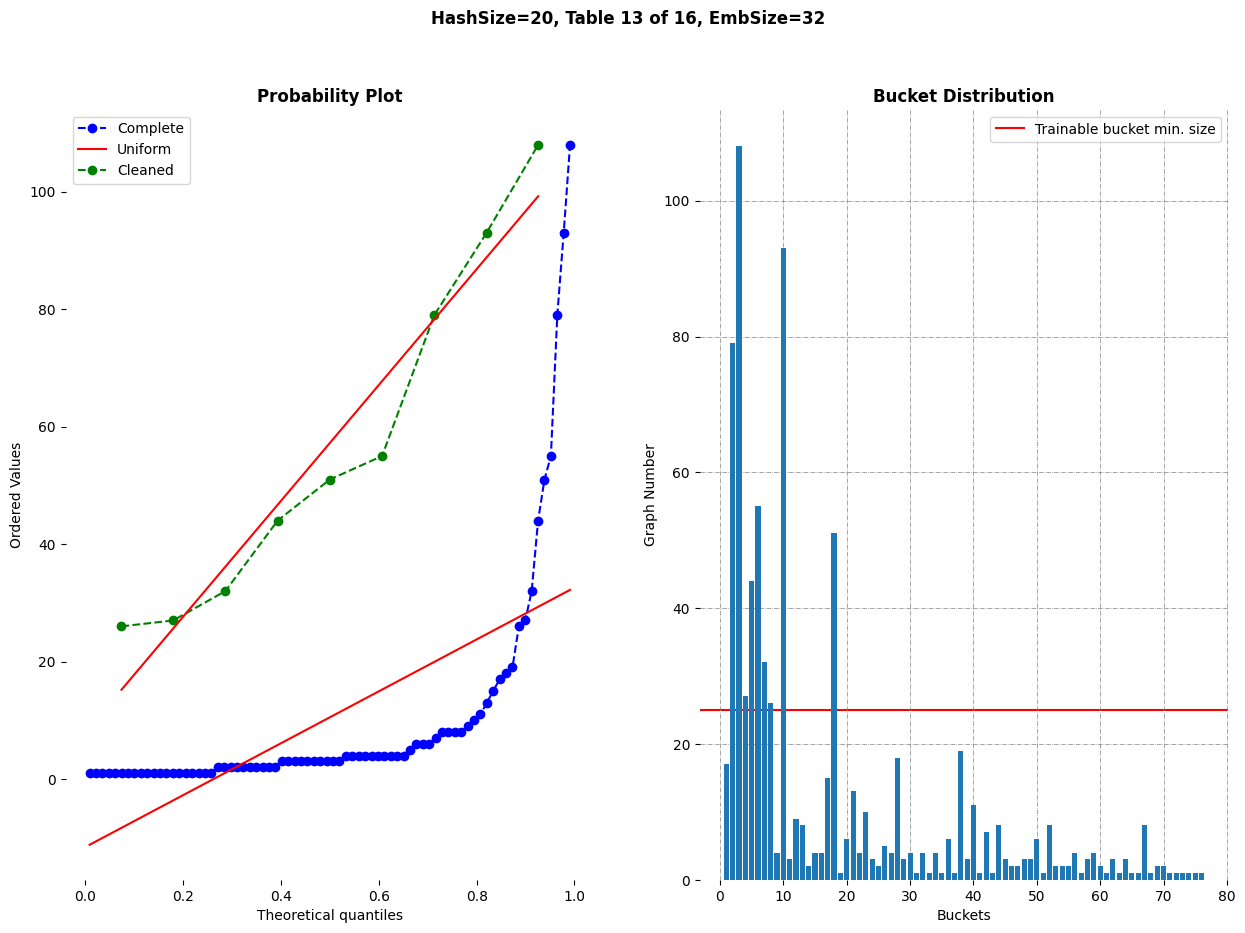 HashSize=20, Table 13 of 16, EmbSize=32
Probability Plot
Complete
Uniform
Cleaned
100
80
60
40
20
0
Ordered Values
0.0 0.2 0.4 0.6 0.8 1.0
Theoretical quantiles
Bucket Distribution
Trainable bucket min. size
100
80
60
40
20
0
Graph Number
0 10 20 30 40 50 60 70 80
Buckets